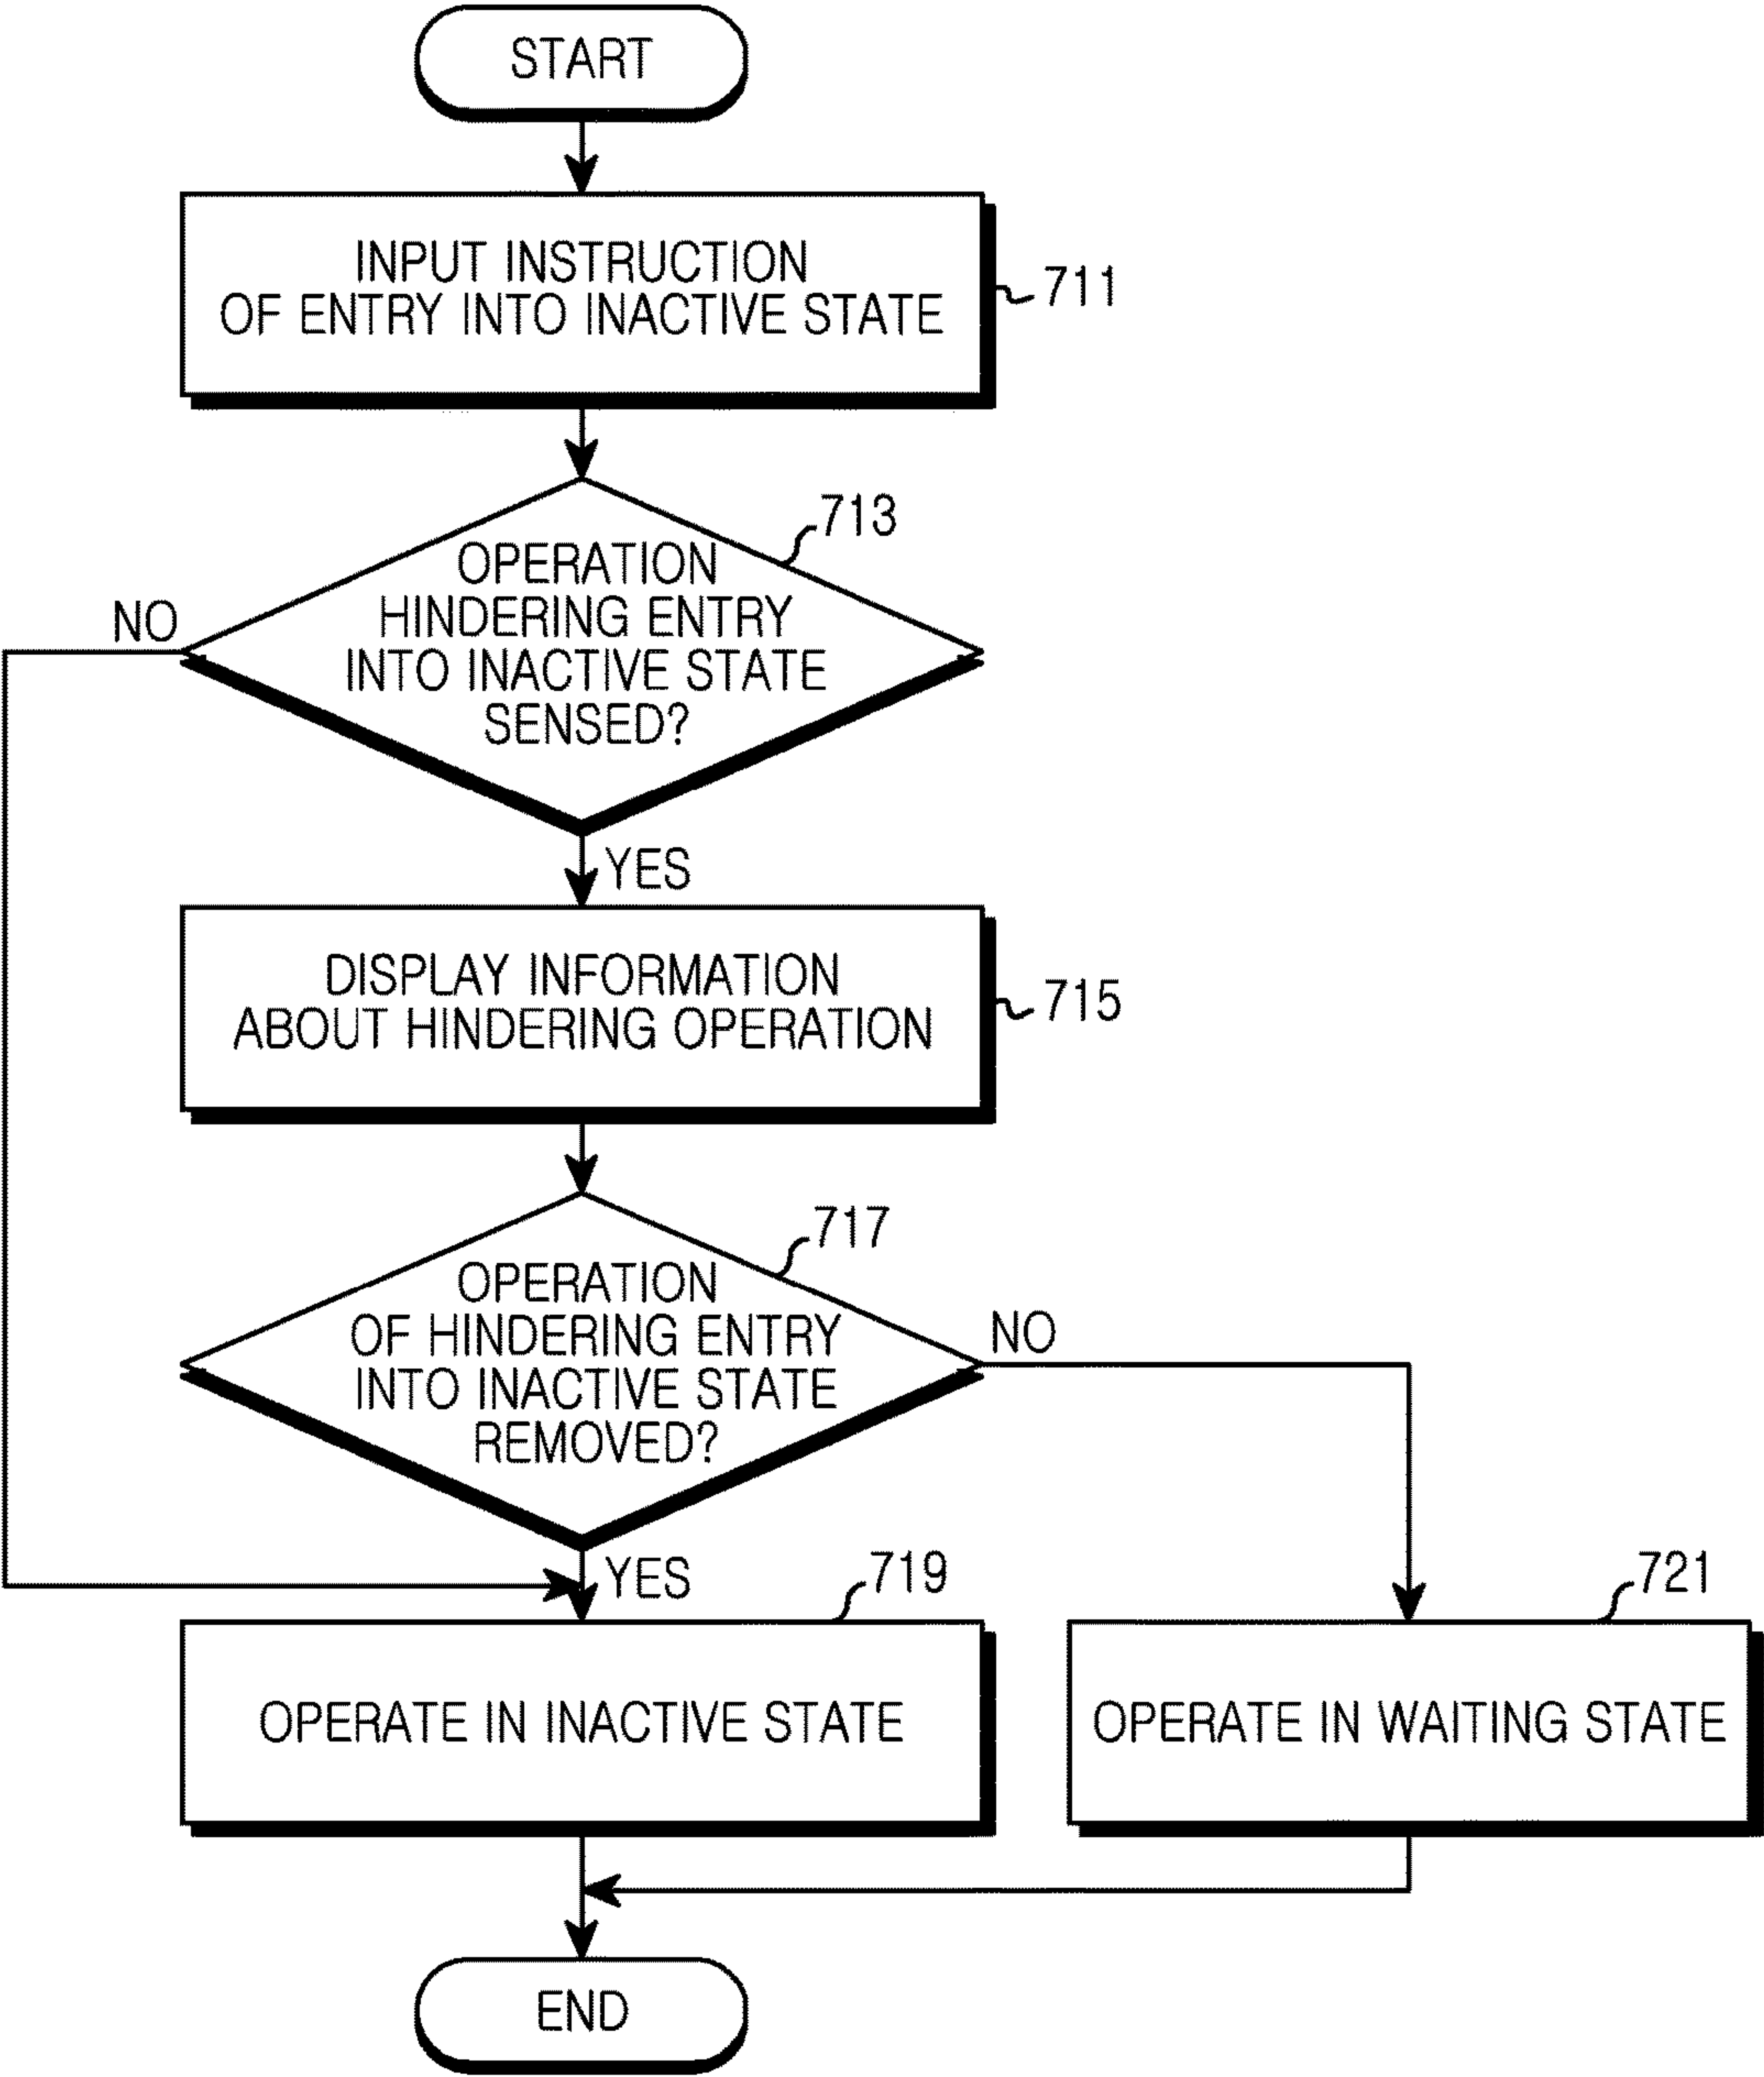 START
INPUT INSTRUCTION
OF ENTRY INTO INACTIVE STATE
711
713
OPERATION
HINDERING ENTRY
INTO INACTIVE STATE
SENSED?
NO
YES
DISPLAY INFORMATION
ABOUT HINDERING OPERATION
715
717
OPERATION
OF HINDERING ENTRY
INTO INACTIVE STATE
REMOVED?
NO
YES
719
OPERATE IN INACTIVE STATE
721
OPERATE IN WAITING STATE
END